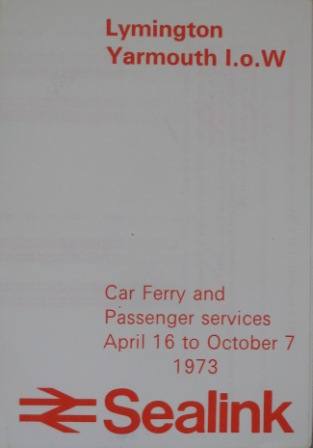 Lymington
Yarmouth I.o.W
Car Ferry and
Passenger services
April 16 to October 7
1973
Sealink